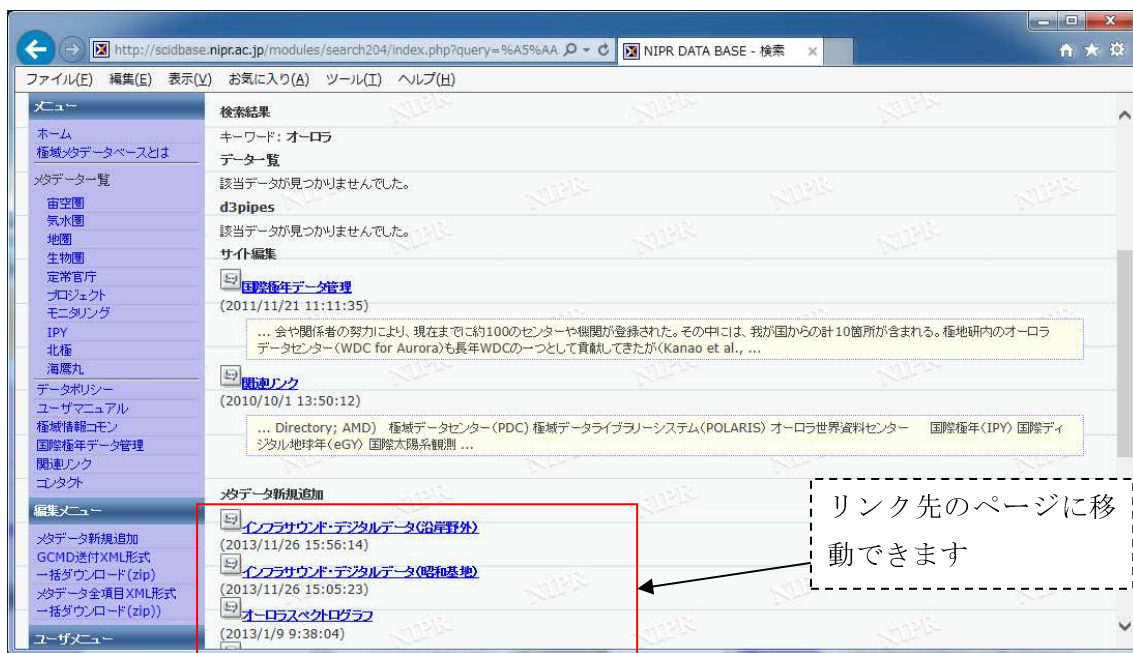 http://scidbase.nipr.ac.jp/modules/search204/index.php?query=%A5%AA
NIPR DATA BASE - 検索
ファイル(F) 編集(E) 表示(V) お気に入り(A) ツール(T) ヘルプ(H)
メニュー
ホーム
極域メタデータベースとは
メタデータ一覧
宙空圏
気水圏
地圏
生物圏
定常官庁
プロジェクト
モニタリング
IPY
北極
海鷹丸
データポリシー
ユーザマニュアル
極域情報コモン
国際極年データ管理
関連リンク
コンタクト
編集メニュー
メタデータ新規追加
GCMD送付XML形式
一括ダウンロード(zip)
メタデータ全項目XML形式
一括ダウンロード(zip))
ユーザメニュー
検索結果
キーワード: オーロラ
データ一覧
該当データが見つかりませんでした。
d3pipes
該当データが見つかりませんでした。
サイト編集
国際極年データ管理
(2011/11/21 11:11:35)
... 会や関係者の努力により、現在までに約100のセンターや機関が登録された。その中には、我が国からの計10箇所が含まれる。極地研内のオーロラ
データセンター(WDC for Aurora)も長年WDCの一つとして貢献してきたが(Kanao et al., ...
関連リンク
(2010/10/1 13:50:12)
... Directory; AMD) 極域データセンター(PDC) 極域データライブラリーシステム(POLARIS) オーロラ世界資料センター 国際極年(IPY) 国際ディ
ジタル地球年(eGY) 国際太陽系観測 ...
メタデータ新規追加
インフラサウンド・デジタルデータ(沿岸野外)
(2013/11/26 15:56:14)
インフラサウンド・デジタルデータ(昭和基地)
(2013/11/26 15:05:23)
オーロラスペクトログラフ
(2013/1/9 9:38:04)
リンク先のページに移
動できます